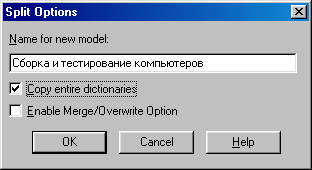 Split Options
Name for new model:
Сборка и тестирование компьютеров
Copy entire dictionaries
Enable Merge/Overwrite Option
OK Cancel Help